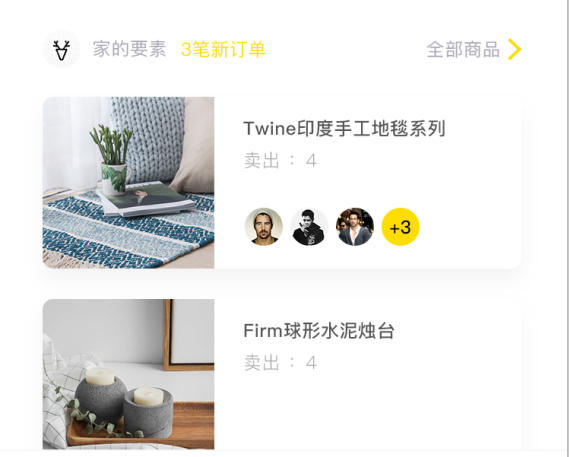 家的要素 3笔新订单 全部商品
Twine印度手工地毯系列
卖出 : 4
+3
Firm球形水泥烛台
卖出 : 4